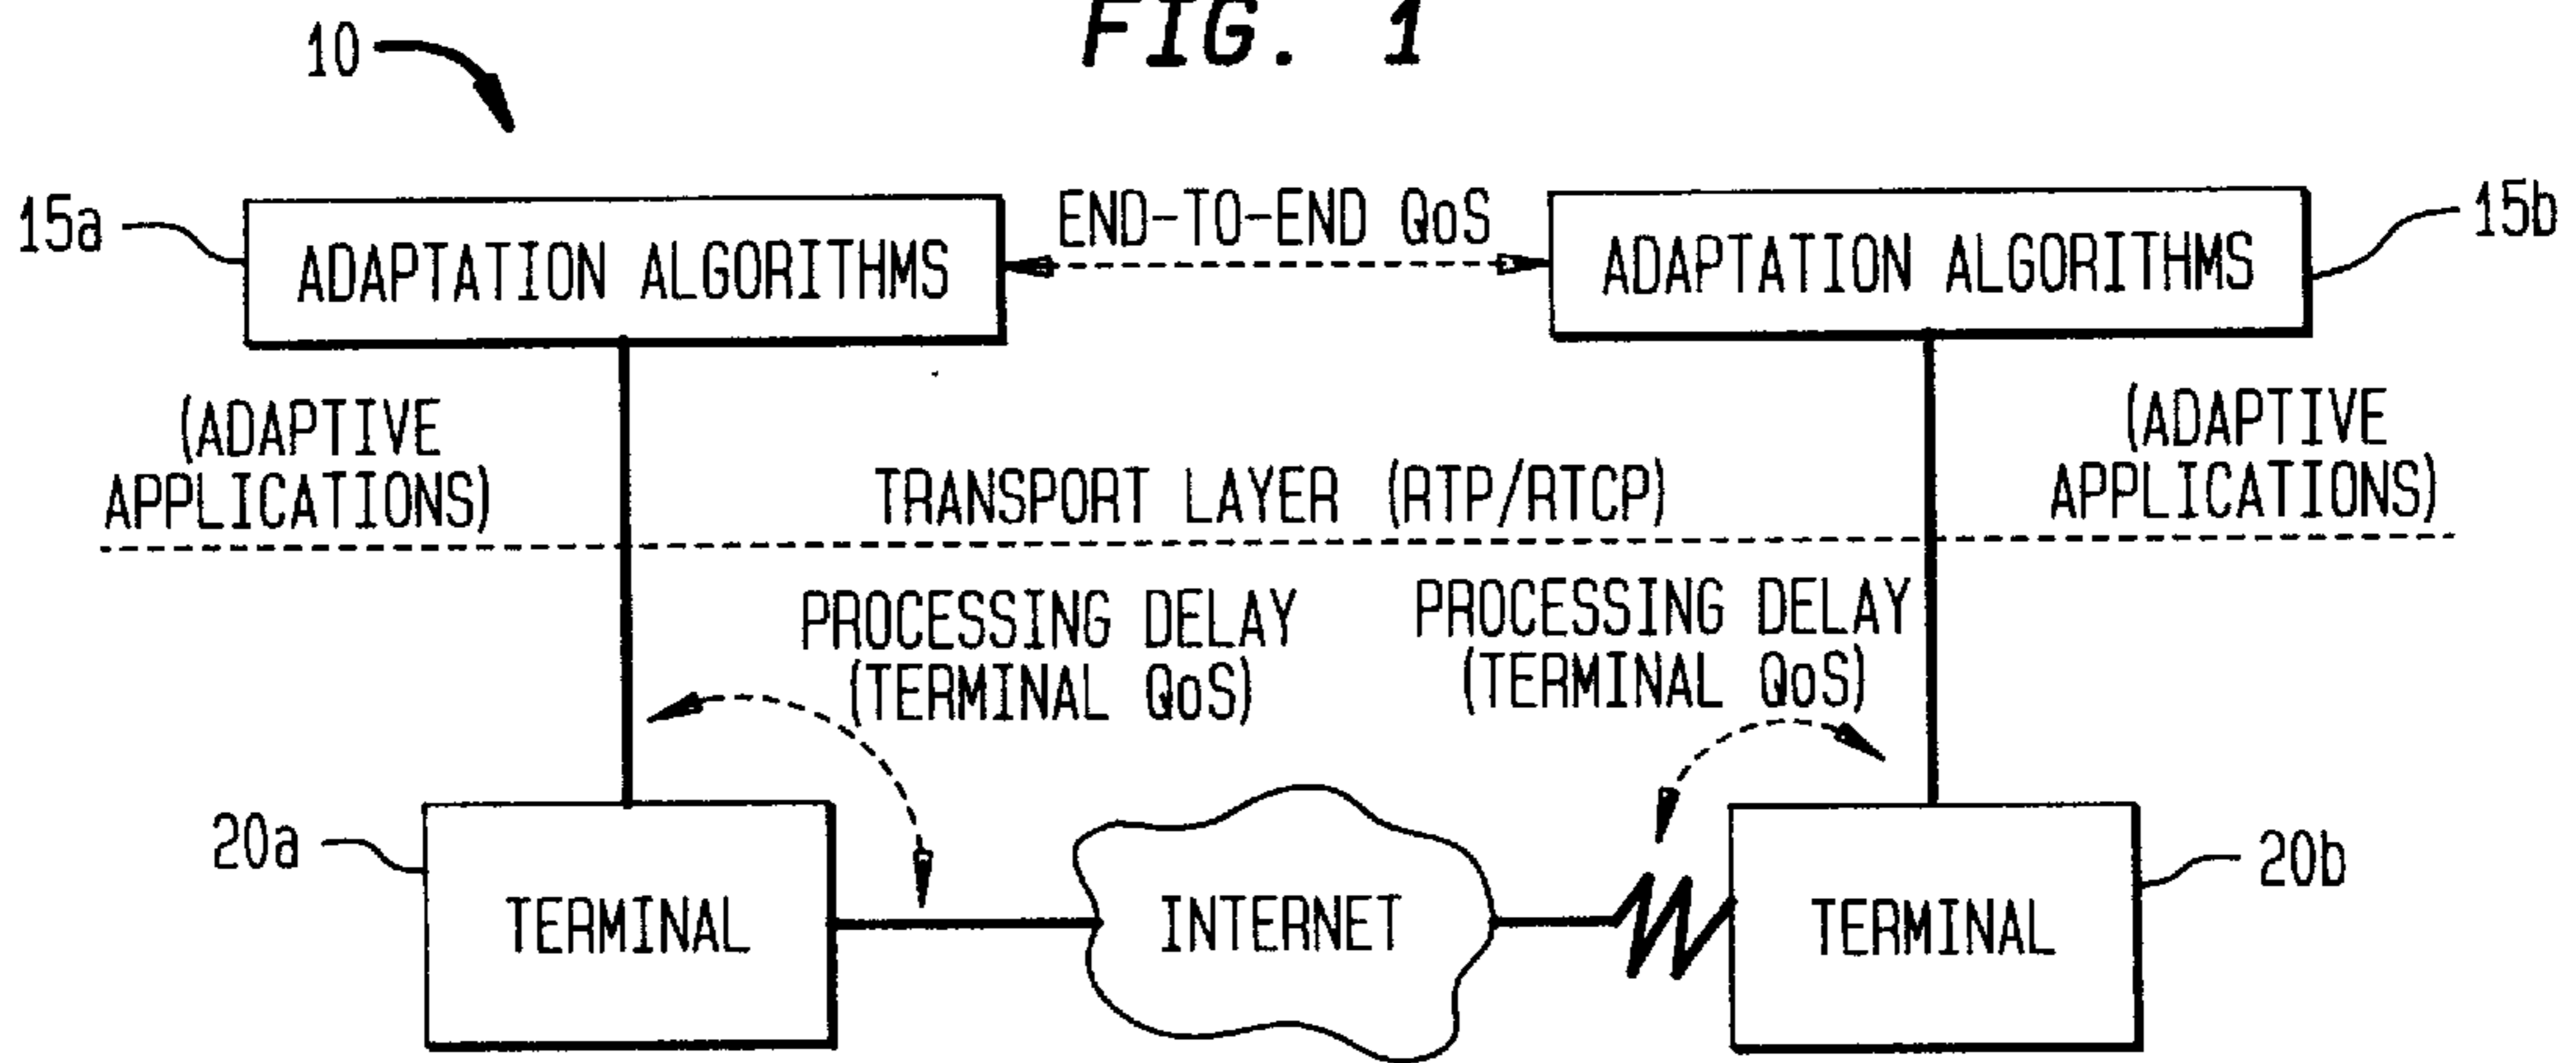 FIG. 1
10
15a
ADAPTATION ALGORITHMS
END-TO-END QoS
ADAPTATION ALGORITHMS
15b
(ADAPTIVE
APPLICATIONS)
TRANSPORT LAYER (RTP/RTCP)
(ADAPTIVE
APPLICATIONS)
PROCESSING DELAY
(TERMINAL QoS)
PROCESSING DELAY
(TERMINAL QoS)
20a
TERMINAL
INTERNET
TERMINAL
20b